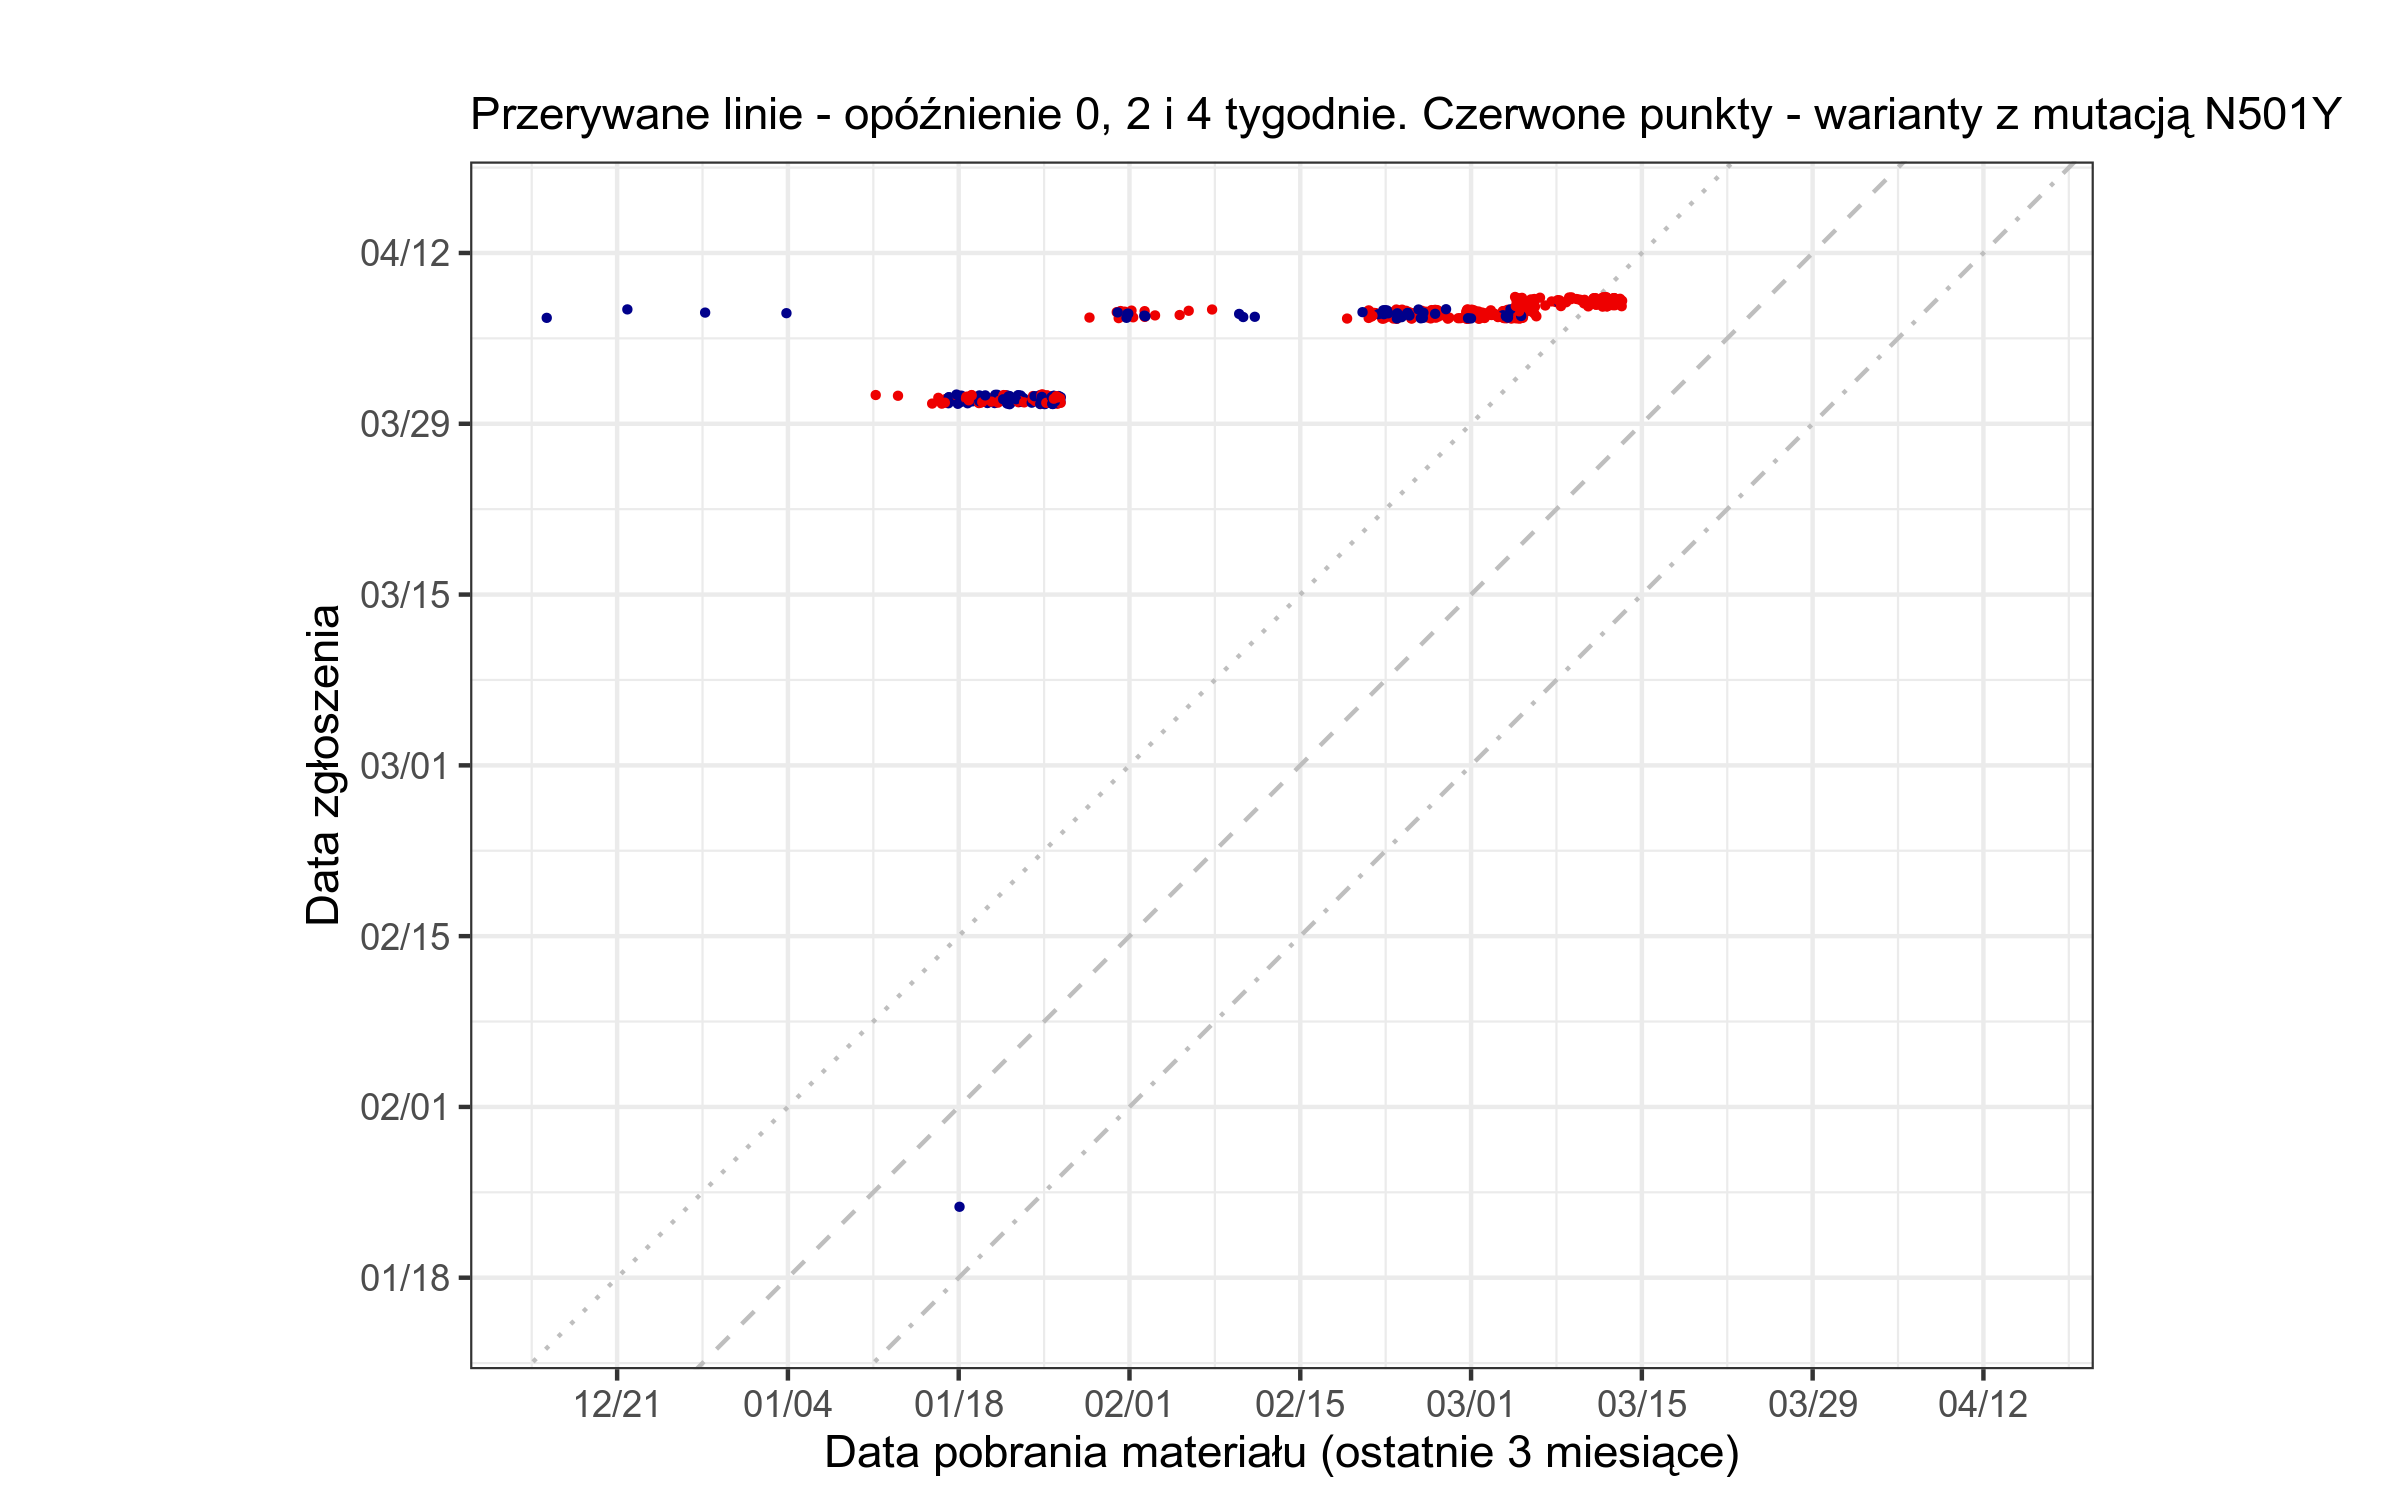 Przerywane linie - opóźnienie 0, 2 i 4 tygodnie. Czerwone punkty - warianty z mutacją N501Y
Data zgłoszenia
04/12
03/29
03/15
03/01
02/15
02/01
01/18
12/21 01/04 01/18 02/01 02/15 03/01 03/15 03/29 04/12
Data pobrania materiału (ostatnie 3 miesiące)